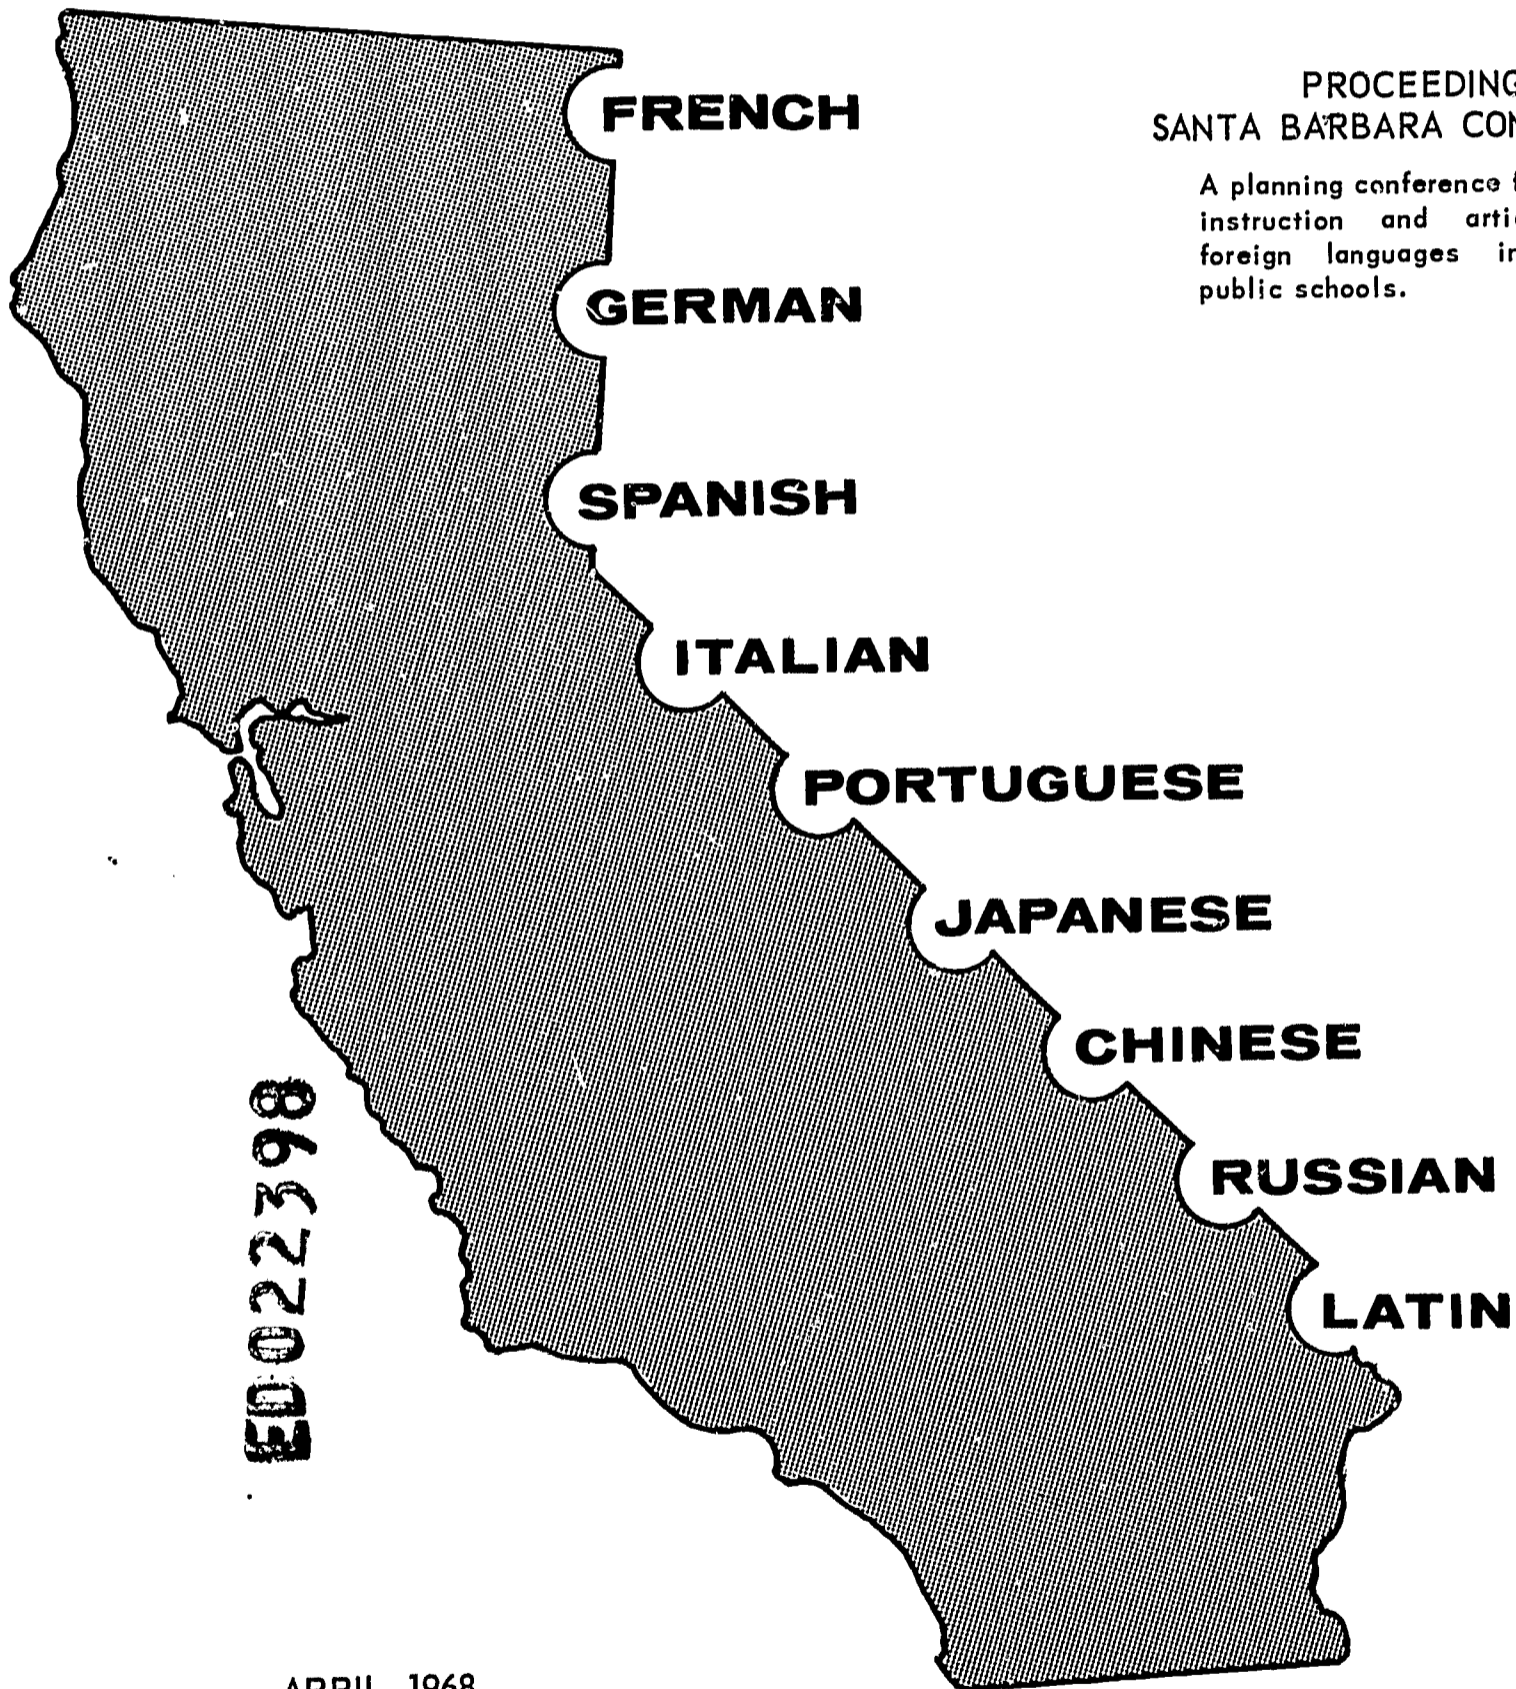 PROCEEDING
SANTA BARBARA CON
A planning conference
instruction and arti
foreign languages in
public schools.
FRENCH
GERMAN
SPANISH
ITALIAN
PORTUGUESE
JAPANESE
CHINESE
RUSSIAN
LATIN
ED022398
APRIL 1968